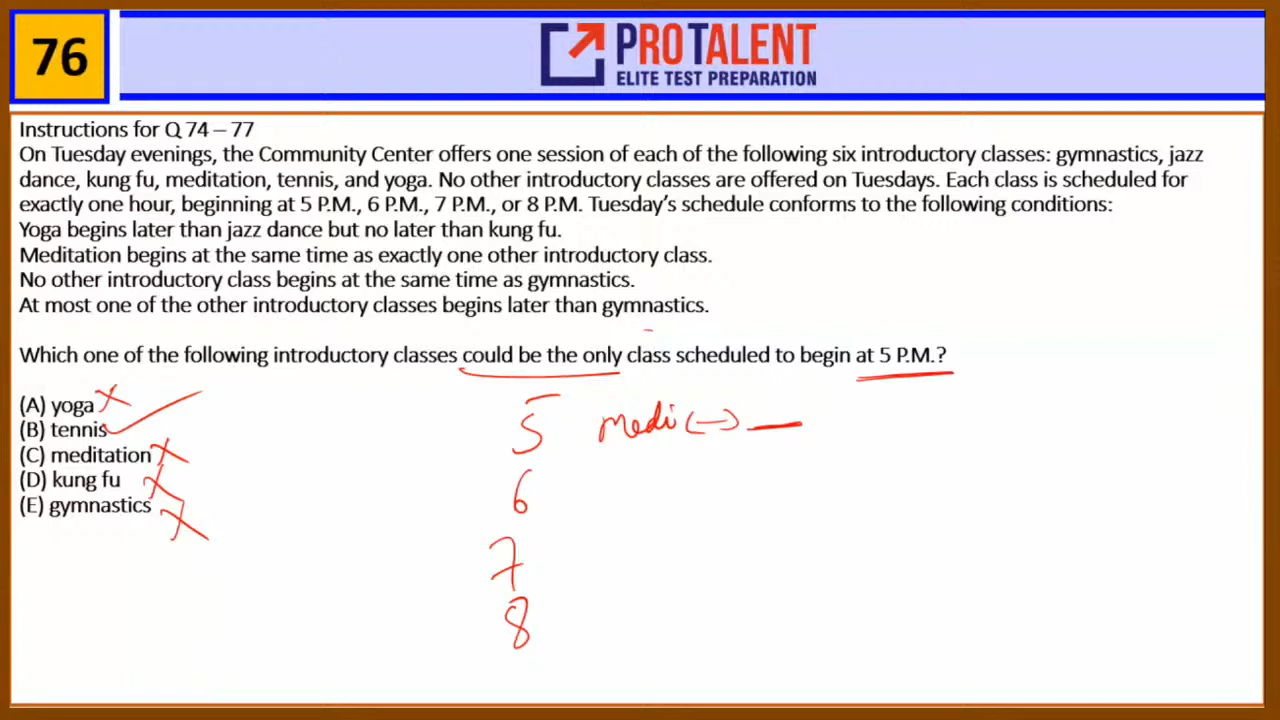 76
PROTALENT
ELITE TEST PREPARATION
Instructions for Q 74 – 77
On Tuesday evenings, the Community Center offers one session of each of the following six introductory classes: gymnastics, jazz
dance, kung fu, meditation, tennis, and yoga. No other introductory classes are offered on Tuesdays. Each class is scheduled for
exactly one hour, beginning at 5 P.M., 6 P.M., 7 P.M., or 8 P.M. Tuesday's schedule conforms to the following conditions:
Yoga begins later than jazz dance but no later than kung fu.
Meditation begins at the same time as exactly one other introductory class.
No other introductory class begins at the same time as gymnastics.
At most one of the other introductory classes begins later than gymnastics.
Which one of the following introductory classes could be the only class scheduled to begin at 5 P.M.?
(A) yoga
(B) tennis
(C) meditation
(D) kung fu
(E) gymnastics
5 medi
6
7
8